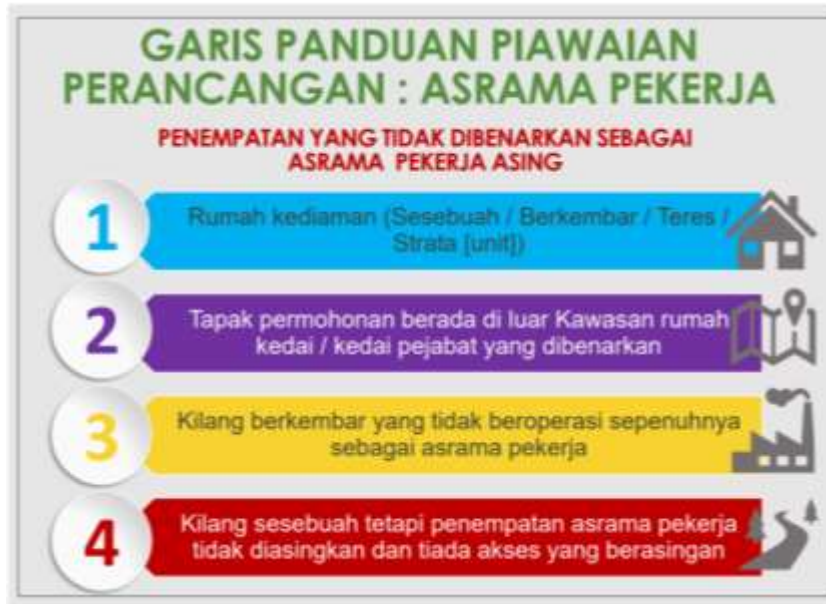 GARIS PANDUAN PIAWAIAN
PERANCANGAN : ASRAMA PEKERJA
PENEMPATAN YANG TIDAK DIBENARKAN SEBAGAI
ASRAMA PEKERJA ASING
1
Rumah kediaman (Sesebuah / Berkembar / Teres /
Strata [unit])
2
Tapak permohonan berada di luar Kawasan rumah
kedai / kedai pejabat yang dibenarkan
3
Kilang berkembar yang tidak beroperasi sepenuhnya
sebagai asrama pekerja
4
Kilang sesebuah tetapi penempatan asrama pekerja
tidak diasingkan dan tiada akses yang berasingan